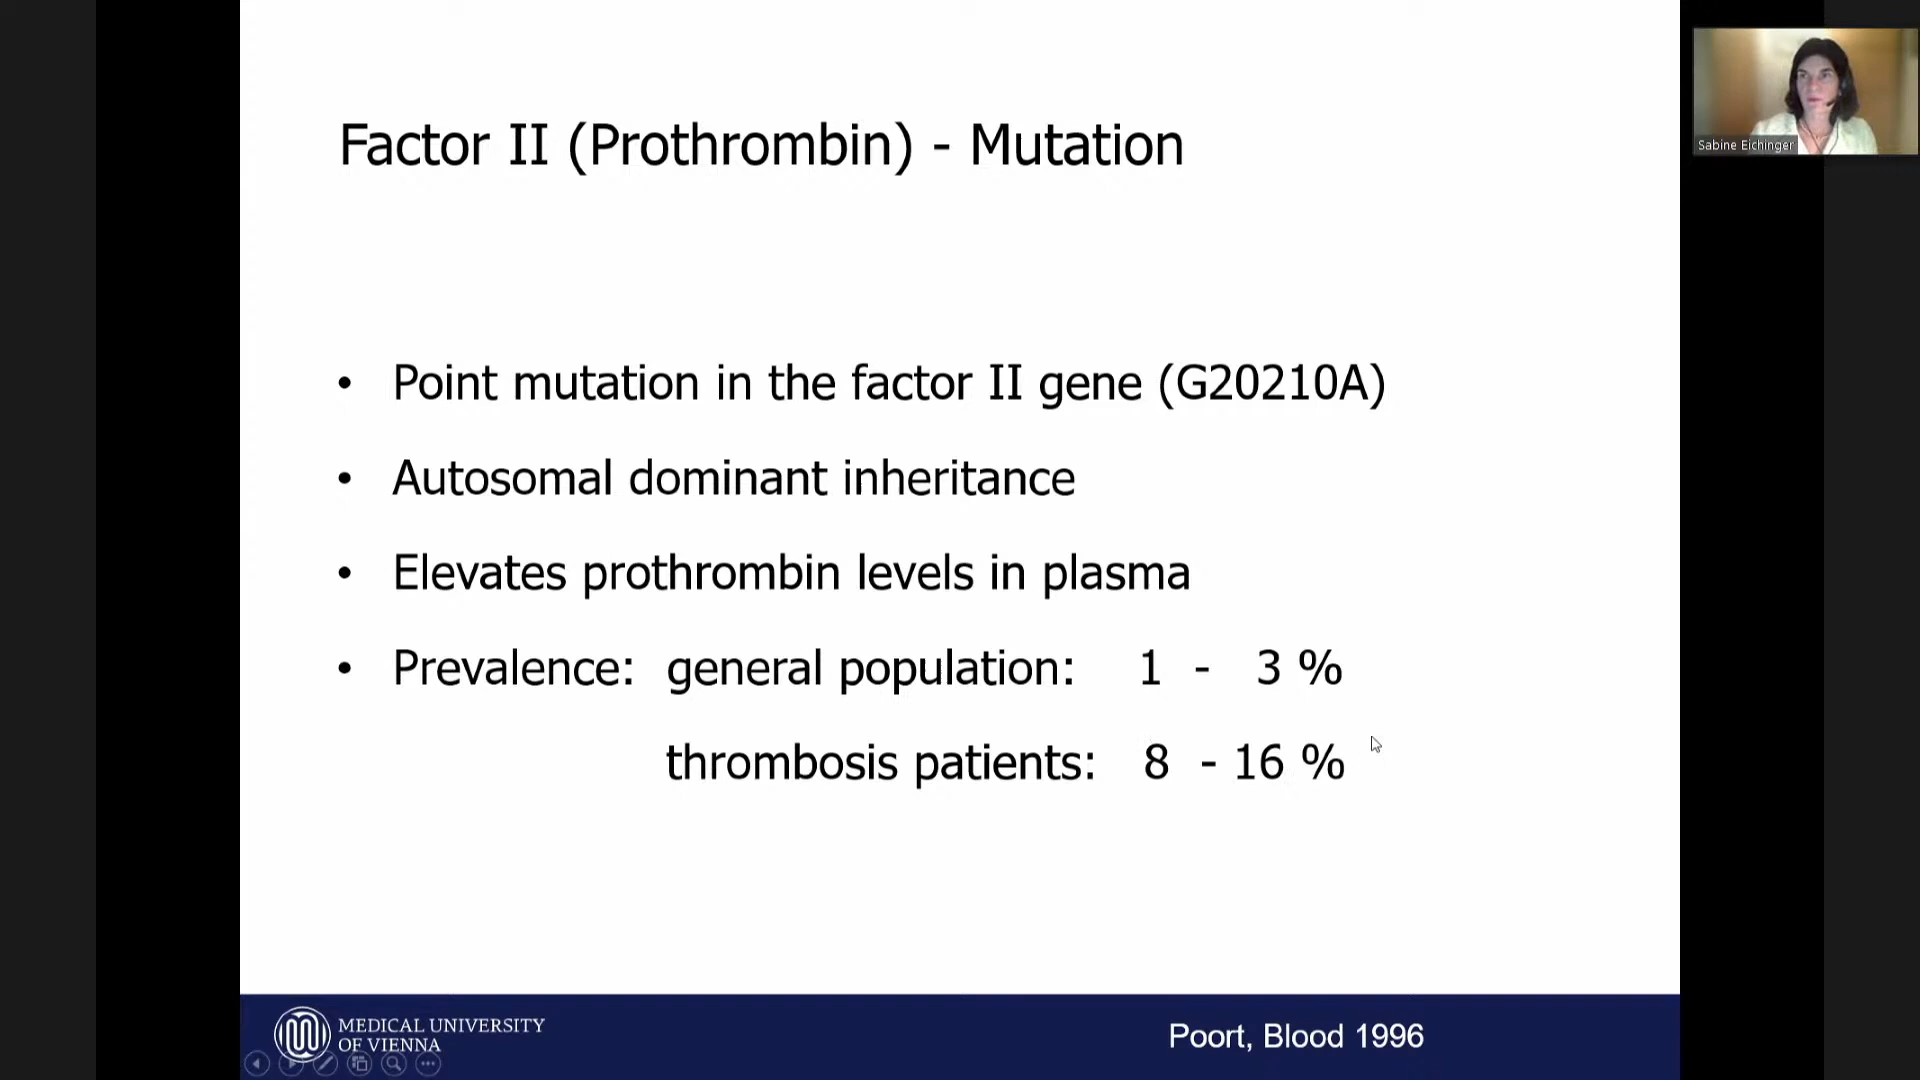 Factor II (Prothrombin) - Mutation
Sabine Eichinger
• Point mutation in the factor II gene (G20210A)
• Autosomal dominant inheritance
• Elevates prothrombin levels in plasma
• Prevalence: general population: 1 - 3 %
thrombosis patients: 8 - 16 %
MEDICAL UNIVERSITY
OF VIENNA
Poort, Blood 1996